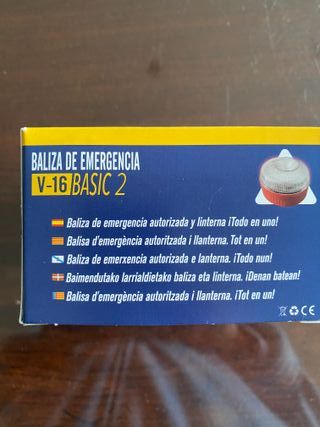 BALIZA DE EMERGENCIA
V-16 BASIC 2
Baliza de emergencia autorizada y linterna ¡Todo en uno!
Balisa d'emergència autoritzada i llanterna. Tot en un!
Baliza de emerxencia autorizada e lanterna. ¡Todo nun!
Baimendutako larrialdietako baliza eta linterna. ¡Denan batean!
Balisa d'emergència autoritzada i llanterna. ¡Tot en un!
CE